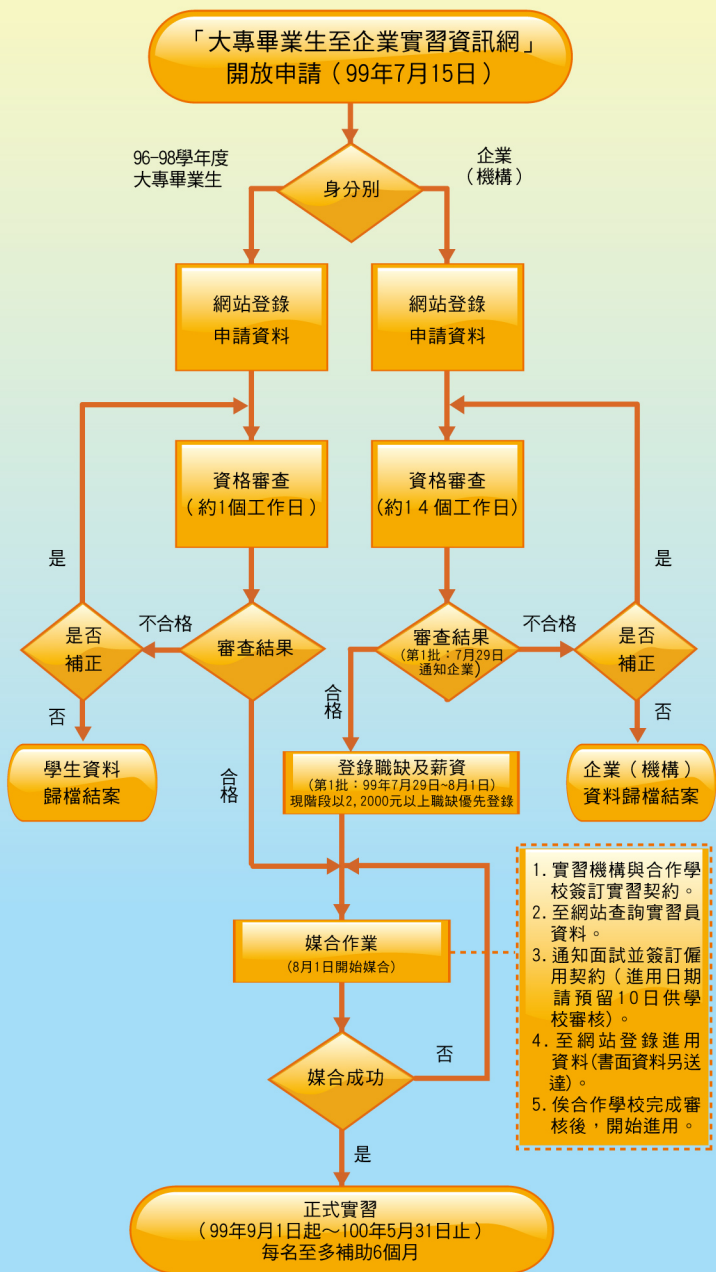 「大專畢業生至企業實習資訊網」
開放申請（99年7月15日）
96-98學年度
大專畢業生
身分別
企業
（機構）
網站登錄
申請資料
網站登錄
申請資料
資格審查
（約1個工作日）
資格審查
(約14個工作日)
是
是否
補正
不合格
審查結果
審查結果
(第1批：7月29日
通知企業)
不合格
是否
補正
是
否
學生資料
歸檔結案
合格
合格
登錄職缺及薪資
(第1批：99年7月29日~8月1日)
現階段以2,2000元以上職缺優先登錄
否
企業（機構）
資料歸檔結案
媒合作業
(8月1日開始媒合)
1. 實習機構與合作學
校簽訂實習契約。
2. 至網站查詢實習員
資料。
3. 通知面試並簽訂僱
用契約（進用日期
請預留10日供學
校審核)。
4. 至網站登錄進用
資料(書面資料另送
達)。
5. 俟合作學校完成審
核後，開始進用。
媒合成功
否
是
正式實習
（99年9月1日起～100年5月31日止）
每名至多補助6個月